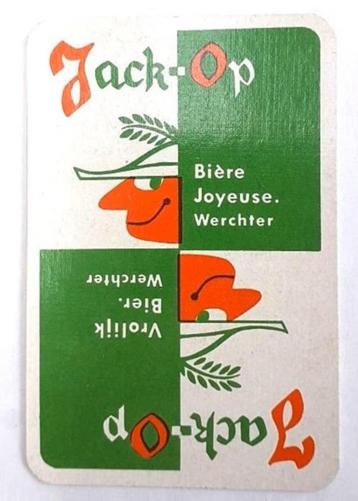 Jack-Op
Bière
Joyeuse.
Werchter
Jack-Op
Vrolijk
Bier.
Werchter